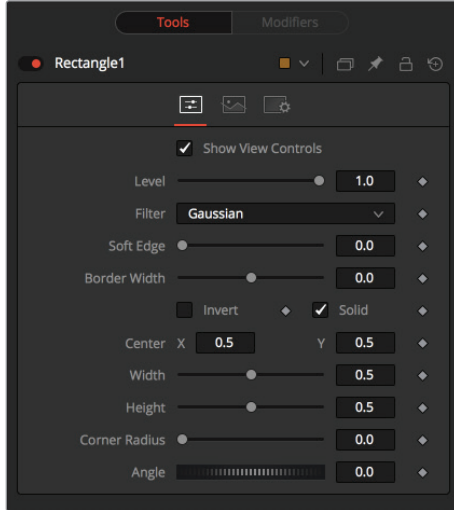 Tools Modifiers
Rectangle1
Show View Controls
Level 1.0
Filter Gaussian
Soft Edge 0.0
Border Width 0.0
Invert Solid
Center X 0.5 Y 0.5
Width 0.5
Height 0.5
Corner Radius 0.0
Angle 0.0